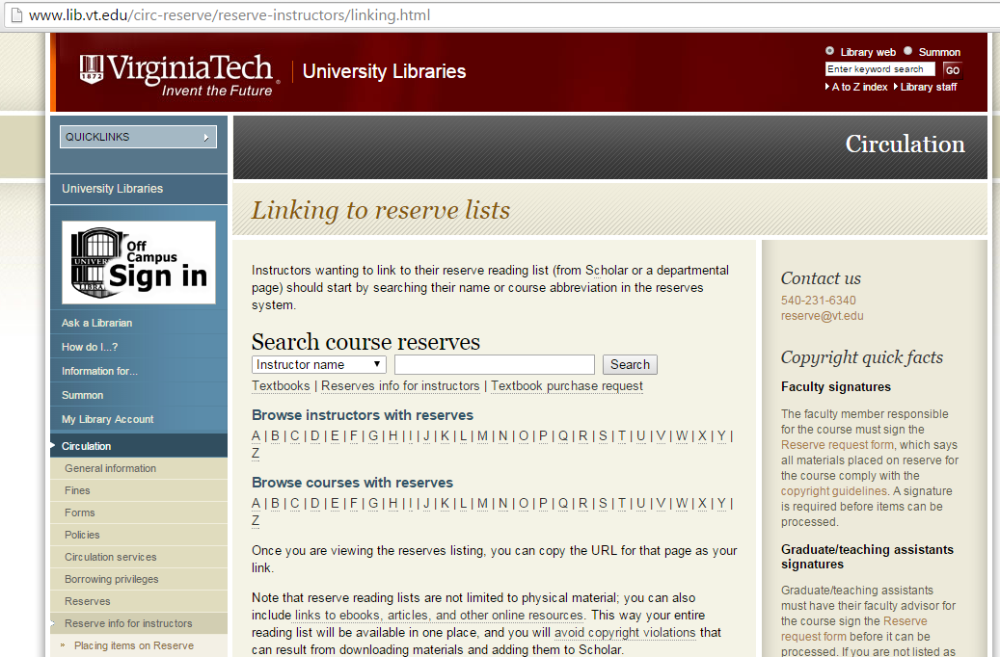 www.lib.vt.edu/circ-reserve/reserve-instructors/linking.html
1872
VirginiaTech
Invent the Future
University Libraries
Library web Summon
Enter keyword search GO
A to Z index Library staff
QUICKLINKS
University Libraries
Off
Campus
Sign in
UNIVER
LIBRA
Ask a Librarian
How do I...?
Information for...
Summon
My Library Account
Circulation
General information
Fines
Forms
Policies
Circulation services
Borrowing privileges
Reserves
Reserve info for instructors
» Placing items on Reserve
Circulation
Linking to reserve lists
Instructors wanting to link to their reserve reading list (from Scholar or a departmental
page) should start by searching their name or course abbreviation in the reserves
system.
Search course reserves
Instructor name Search
Textbooks | Reserves info for instructors | Textbook purchase request
Browse instructors with reserves
A | B | C | D | E | F | G | H | I | J | K | L | M | N | O | P | Q | R | S | T | U | V | W | X | Y |
Z
Browse courses with reserves
A | B | C | D | E | F | G | H | I | J | K | L | M | N | O | P | Q | R | S | T | U | V | W | X | Y |
Z
Once you are viewing the reserves listing, you can copy the URL for that page as your
link.
Note that reserve reading lists are not limited to physical material; you can also
include links to ebooks, articles, and other online resources. This way your entire
reading list will be available in one place, and you will avoid copyright violations that
can result from downloading materials and adding them to Scholar.
Contact us
540-231-6340
reserve@vt.edu
Copyright quick facts
Faculty signatures
The faculty member responsible
for the course must sign the
Reserve request form, which says
all materials placed on reserve for
the course comply with the
copyright guidelines. A signature
is required before items can be
processed.
Graduate/teaching assistants
signatures
Graduate/teaching assistants
must have their faculty advisor for
the course sign the Reserve
request form before it can be
processed. If you are not listed as